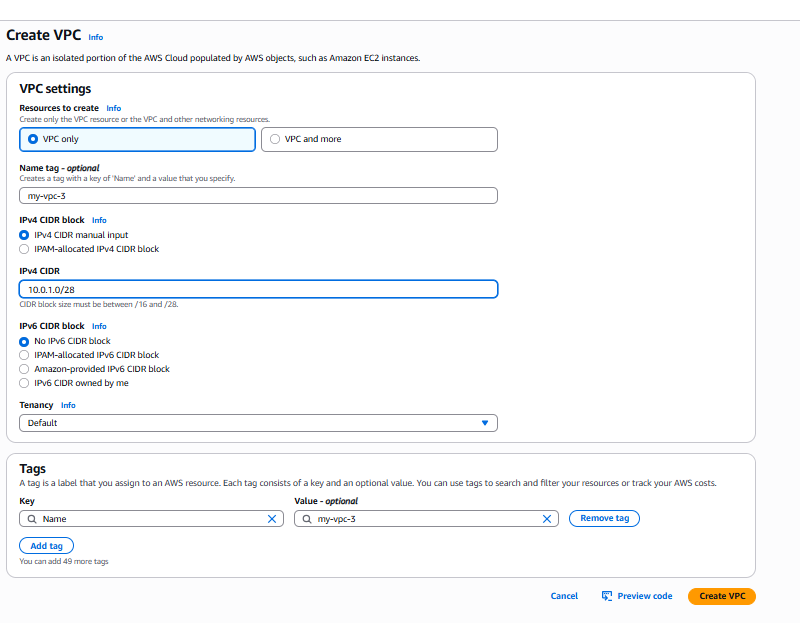 Create VPC Info
A VPC is an isolated portion of the AWS Cloud populated by AWS objects, such as Amazon EC2 instances.
VPC settings
Resources to create Info
Create only the VPC resource or the VPC and other networking resources.
VPC only
VPC and more
Name tag - optional
Creates a tag with a key of 'Name' and a value that you specify.
my-vpc-3
IPv4 CIDR block Info
IPv4 CIDR manual input
IPAM-allocated IPv4 CIDR block
IPv4 CIDR
10.0.1.0/28
CIDR block size must be between /16 and /28.
IPv6 CIDR block Info
No IPv6 CIDR block
IPAM-allocated IPv6 CIDR block
Amazon-provided IPv6 CIDR block
IPv6 CIDR owned by me
Tenancy Info
Default
Tags
A tag is a label that you assign to an AWS resource. Each tag consists of a key and an optional value. You can use tags to search and filter your resources or track your AWS costs.
Key
Value - optional
Name
my-vpc-3
Remove tag
Add tag
You can add 49 more tags
Cancel
Preview code
Create VPC